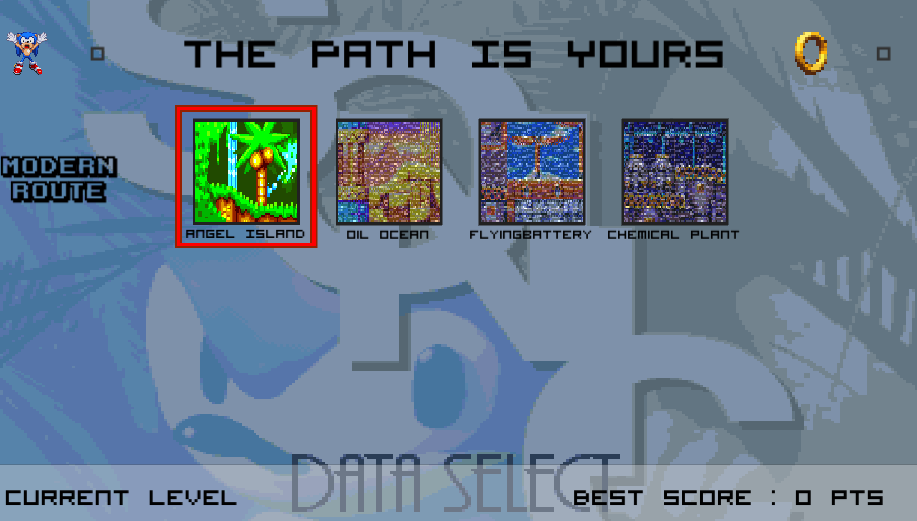 THE PATH IS YOURS
MODERN
ROUTE
ANGEL ISLAND
OIL OCEAN
FLYINGBATTERY
CHEMICAL PLANT
DATA SELECT
CURRENT LEVEL
BEST SCORE : 0 PTS